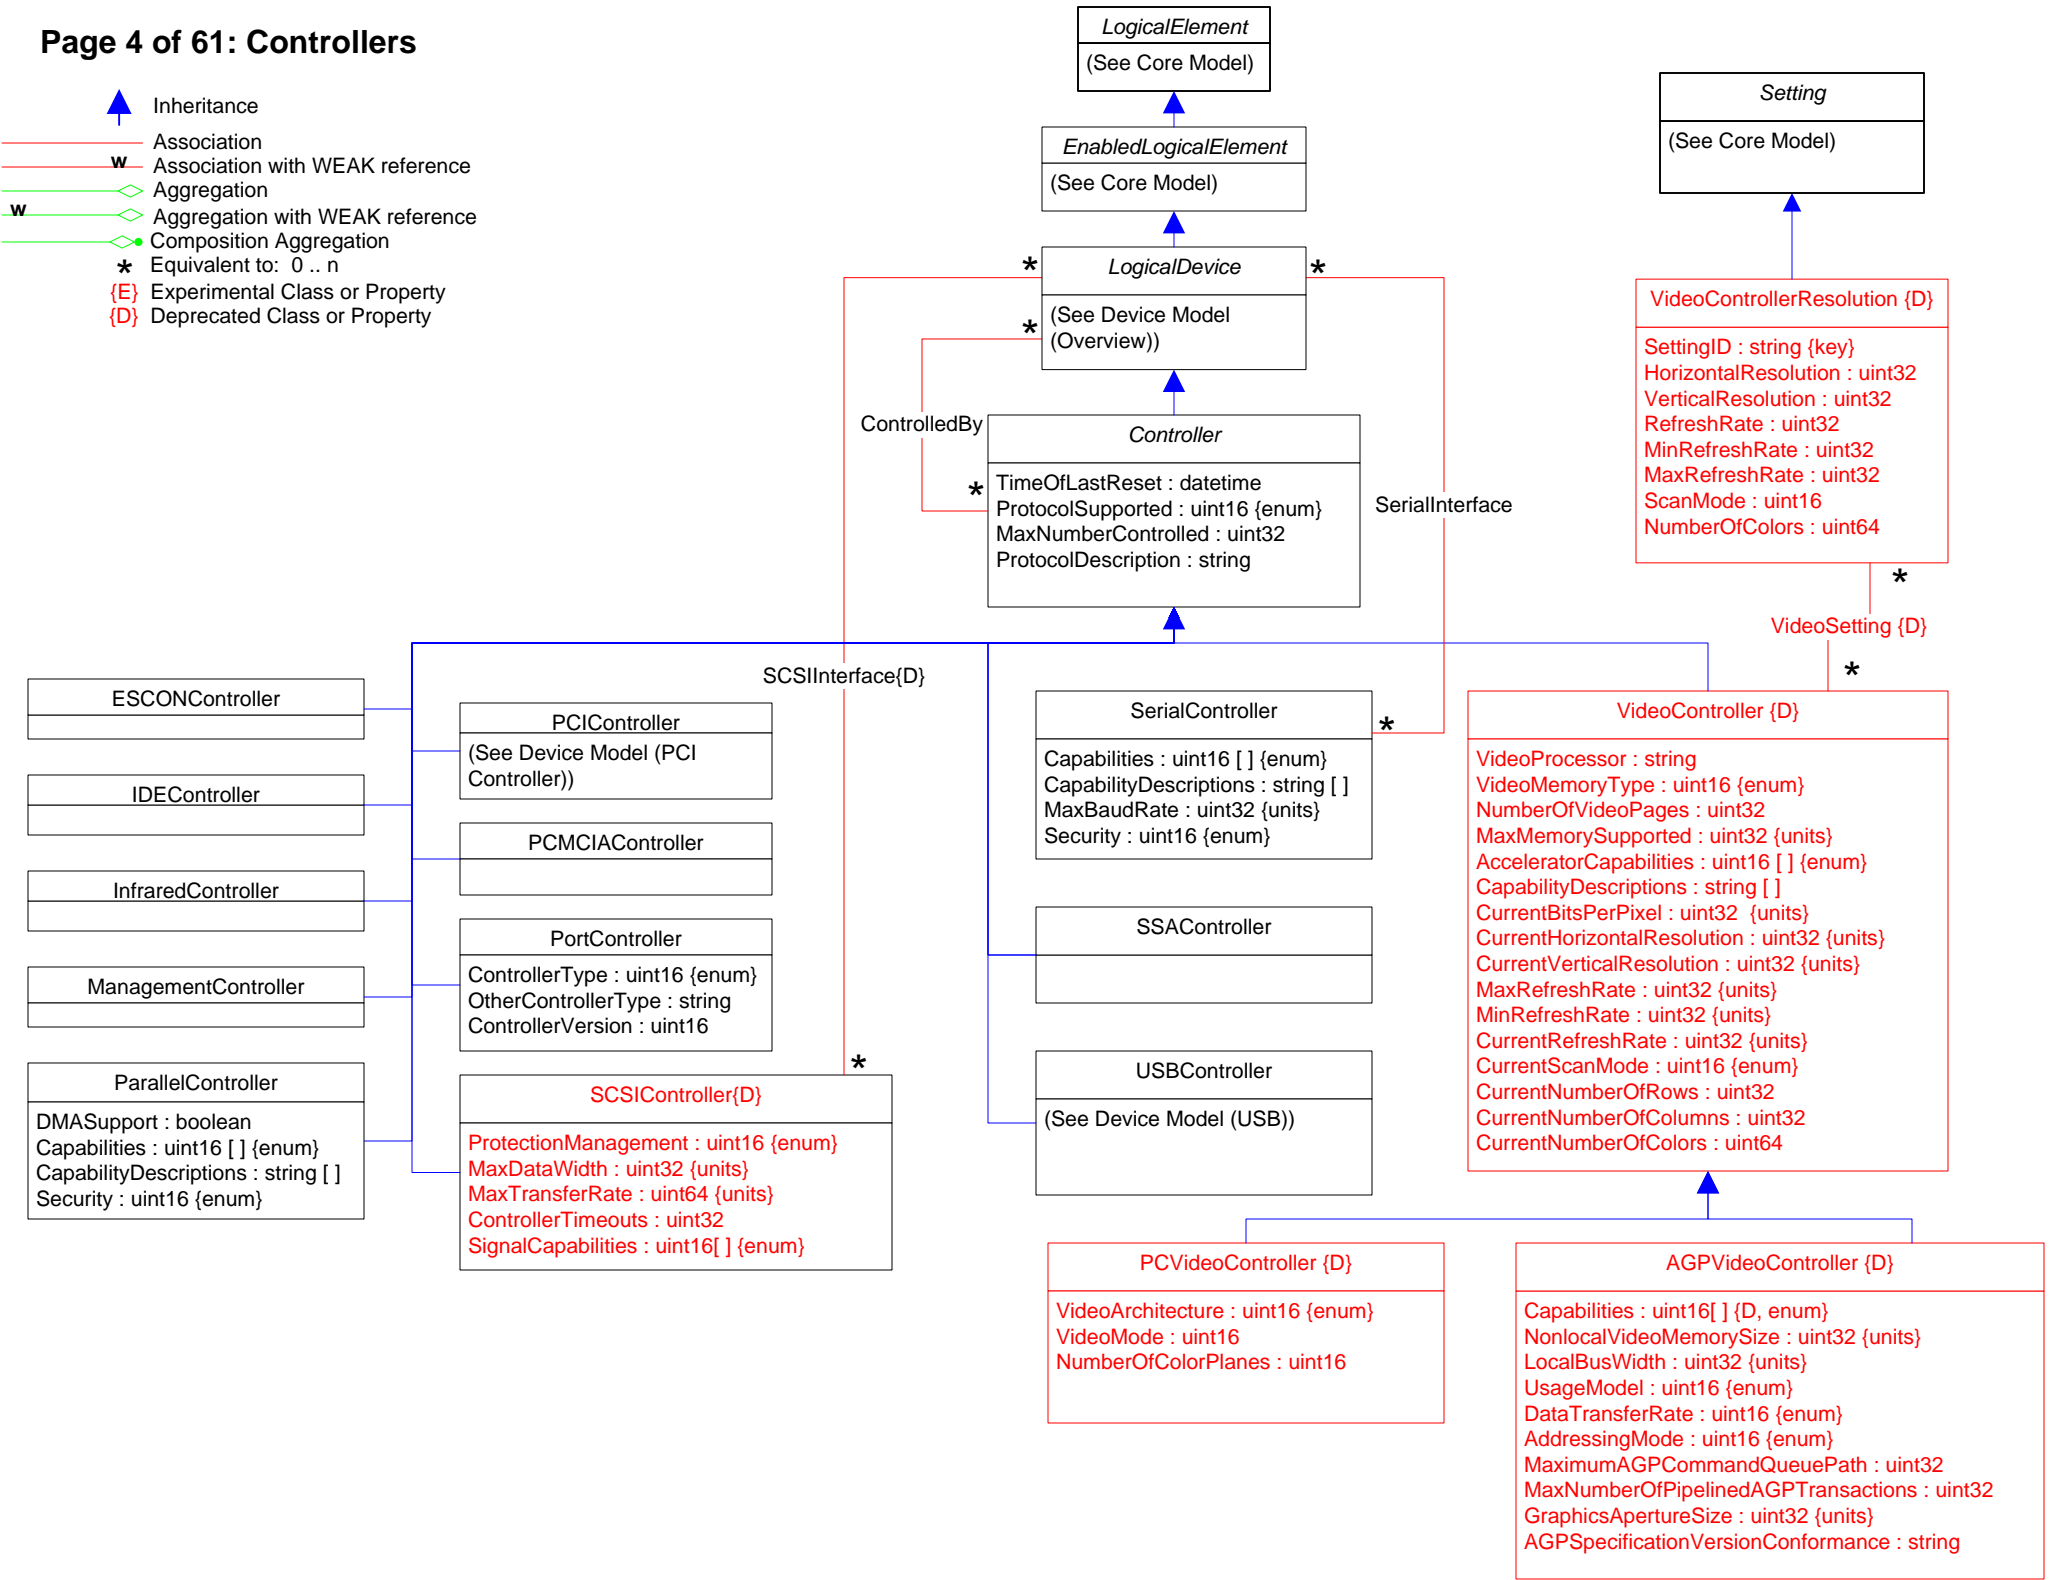 Page 4 of 61: Controllers
Inheritance
Association
w
Association with WEAK reference
Aggregation
w
Aggregation with WEAK reference
Composition Aggregation
* Equivalent to: 0 .. n
{E} Experimental Class or Property
{D} Deprecated Class or Property
LogicalElement
(See Core Model)
EnabledLogicalElement
(See Core Model)
*
LogicalDevice
*
(See Device Model
(Overview))
*
ControlledBy
Controller
TimeOfLastReset : datetime
ProtocolSupported : uint16 {enum}
MaxNumberControlled : uint32
ProtocolDescription : string
*
SerialInterface
Setting
(See Core Model)
VideoControllerResolution {D}
SettingID : string {key}
HorizontalResolution : uint32
VerticalResolution : uint32
RefreshRate : uint32
MinRefreshRate : uint32
MaxRefreshRate : uint32
ScanMode : uint16
NumberOfColors : uint64
*
VideoSetting {D}
*
SCSIInterface{D}
ESCONController
IDEController
InfraredController
ManagementController
ParallelController
DMASupport : boolean
Capabilities : uint16 [ ] {enum}
CapabilityDescriptions : string [ ]
Security : uint16 {enum}
PCIController
(See Device Model (PCI
Controller))
PCMCIAController
PortController
ControllerType : uint16 {enum}
OtherControllerType : string
ControllerVersion : uint16
*
SCSIController{D}
ProtectionManagement : uint16 {enum}
MaxDataWidth : uint32 {units}
MaxTransferRate : uint64 {units}
ControllerTimeouts : uint32
SignalCapabilities : uint16[ ] {enum}
SerialController
*
Capabilities : uint16 [ ] {enum}
CapabilityDescriptions : string [ ]
MaxBaudRate : uint32 {units}
Security : uint16 {enum}
SSAController
USBController
(See Device Model (USB))
VideoController {D}
VideoProcessor : string
VideoMemoryType : uint16 {enum}
NumberOfVideoPages : uint32
MaxMemorySupported : uint32 {units}
AcceleratorCapabilities : uint16 [ ] {enum}
CapabilityDescriptions : string [ ]
CurrentBitsPerPixel : uint32 {units}
CurrentHorizontalResolution : uint32 {units}
CurrentVerticalResolution : uint32 {units}
MaxRefreshRate : uint32 {units}
MinRefreshRate : uint32 {units}
CurrentRefreshRate : uint32 {units}
CurrentScanMode : uint16 {enum}
CurrentNumberOfRows : uint32
CurrentNumberOfColumns : uint32
CurrentNumberOfColors : uint64
PCVideoController {D}
VideoArchitecture : uint16 {enum}
VideoMode : uint16
NumberOfColorPlanes : uint16
AGPVideoController {D}
Capabilities : uint16[ ] {D, enum}
NonlocalVideoMemorySize : uint32 {units}
LocalBusWidth : uint32 {units}
UsageModel : uint16 {enum}
DataTransferRate : uint16 {enum}
AddressingMode : uint16 {enum}
MaximumAGPCommandQueuePath : uint32
MaxNumberOfPipelinedAGPTransactions : uint32
GraphicsApertureSize : uint32 {units}
AGPSpecificationVersionConformance : string